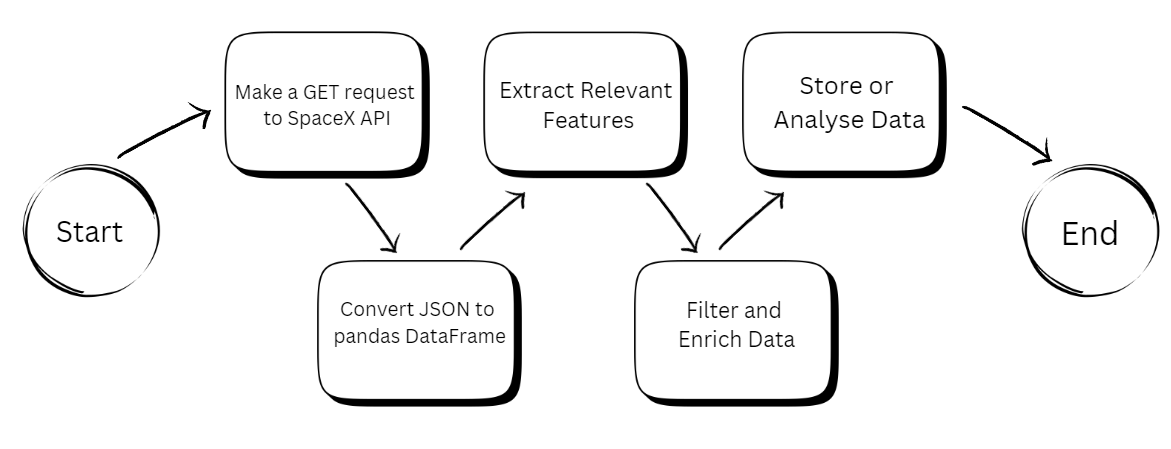 Start
Make a GET request
to SpaceX API
Convert JSON to
pandas DataFrame
Extract Relevant
Features
Filter and
Enrich Data
Store or
Analyse Data
End